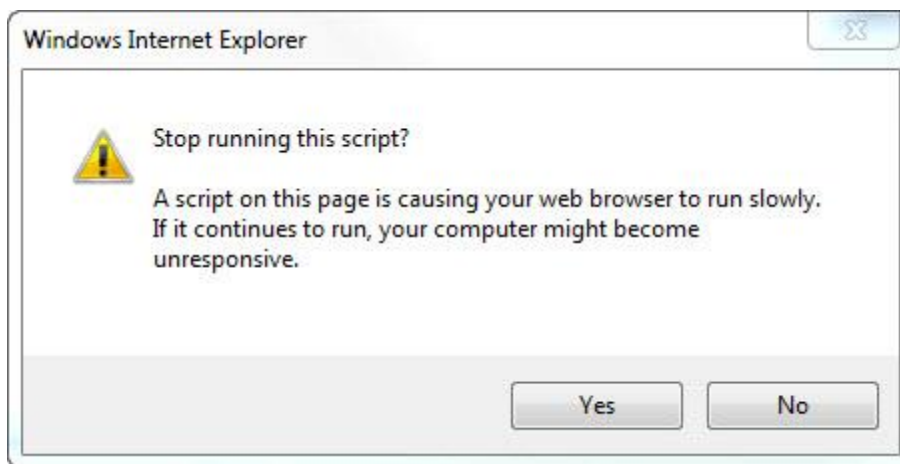 Windows Internet Explorer
Stop running this script?
A script on this page is causing your web browser to run slowly.
If it continues to run, your computer might become
unresponsive.
Yes
No